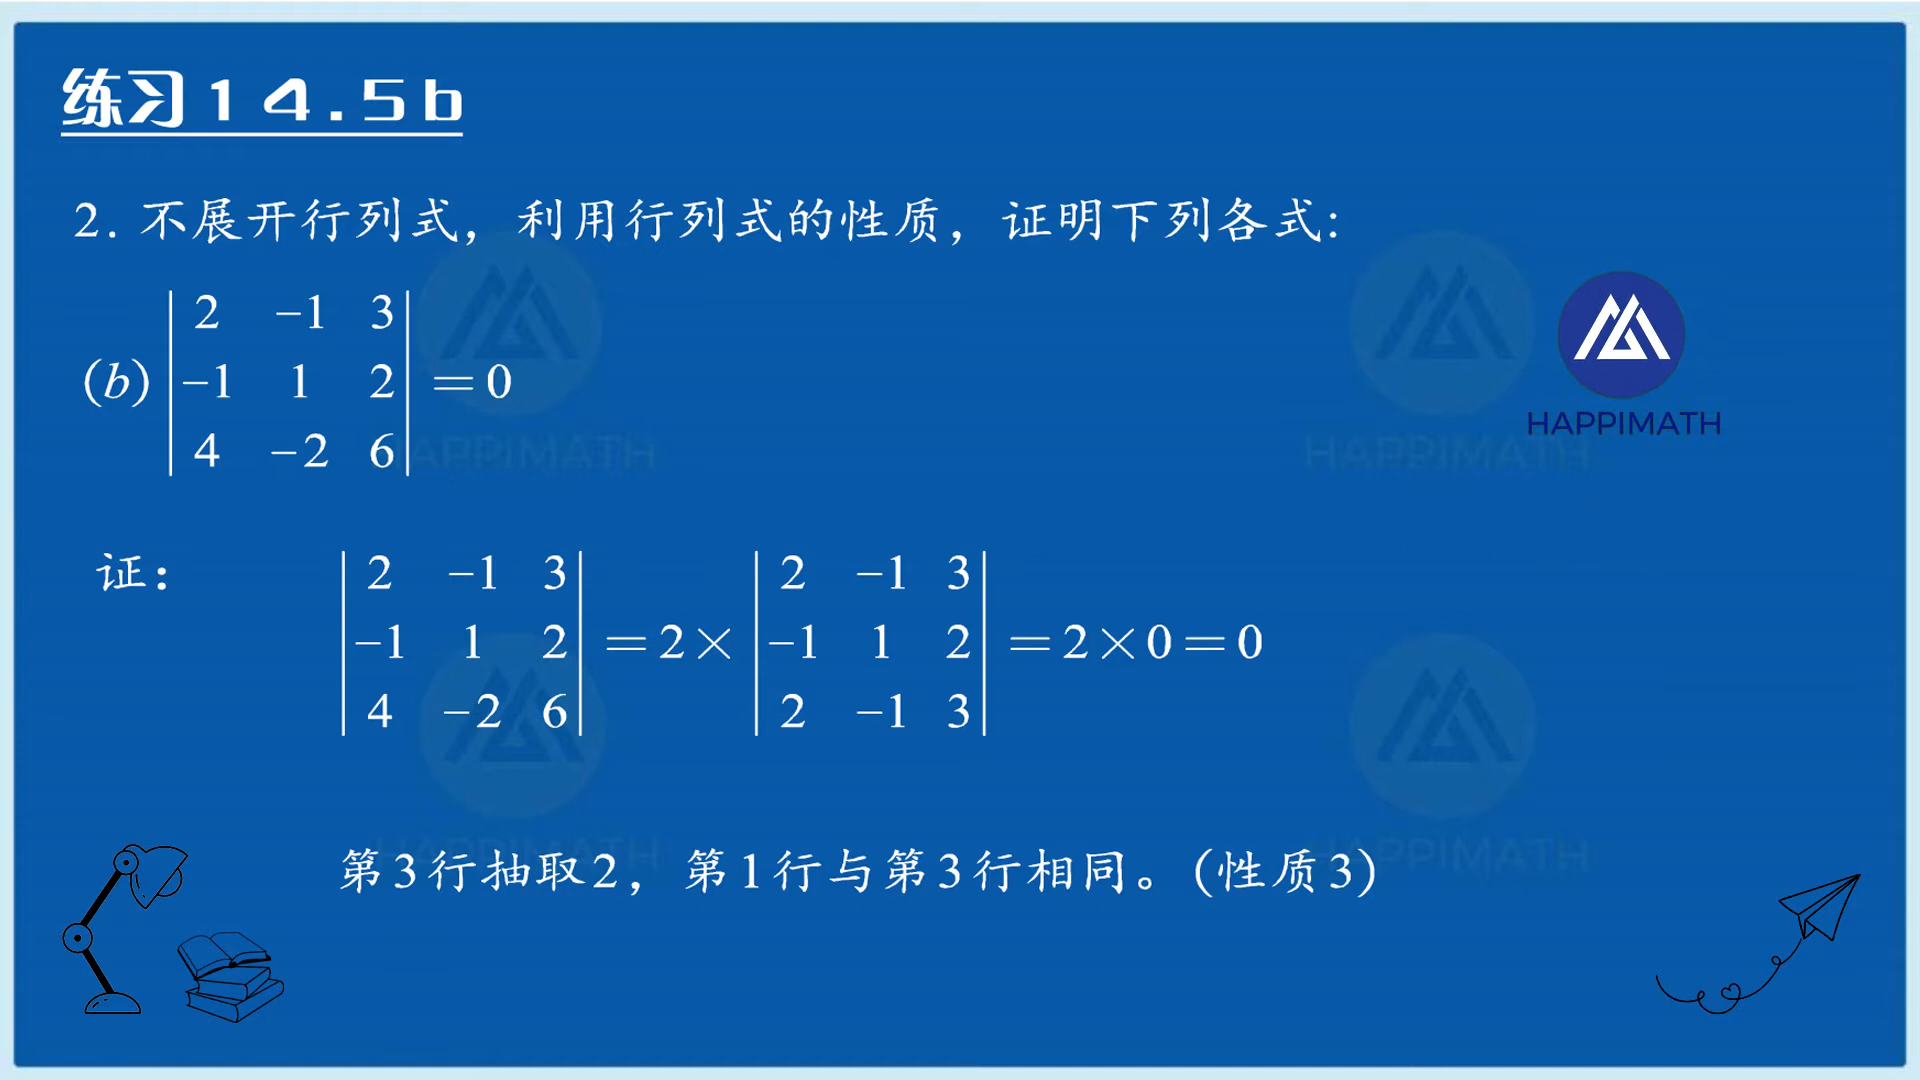 练习14.5b
2. 不展开行列式，利用行列式的性质，证明下列各式:
HAPPIMATH
2 −1 3
(b) −1 1 2 = 0
4 −2 6
HAPPIMATH
HAPPIMATH
证：
2 −1 3 2 −1 3
−1 1 2 = 2 × −1 1 2 = 2 × 0 = 0
4 −2 6 2 −1 3
HAPPIMATH
HAPPIMATH
第3行抽取2，第1行与第3行相同。(性质3)